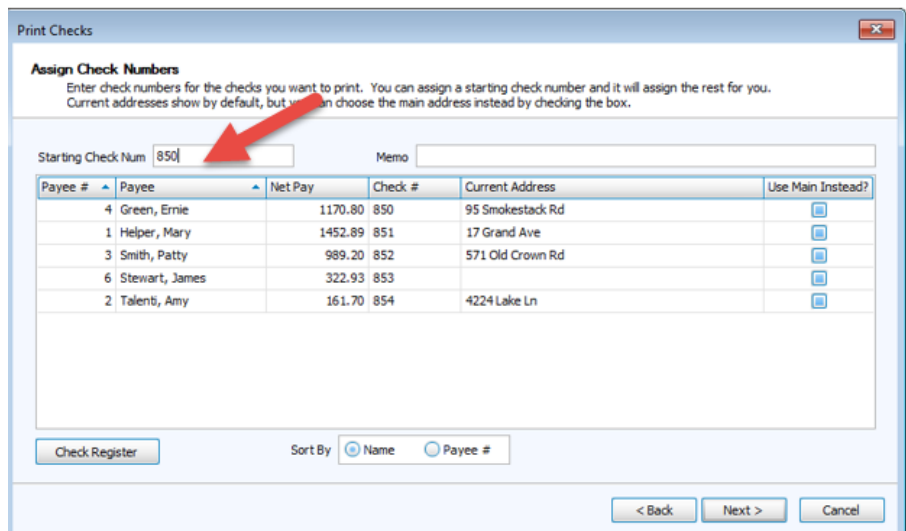 Print Checks
Assign Check Numbers
Enter check numbers for the checks you want to print. You can assign a starting check number and it will assign the rest for you.
Current addresses show by default, but you can choose the main address instead by checking the box.
Starting Check Num 850 Memo
Payee # Payee Net Pay Check # Current Address Use Main Instead?
4 Green, Ernie 1170.80 850 95 Smokestack Rd
1 Helper, Mary 1452.89 851 17 Grand Ave
3 Smith, Patty 989.20 852 571 Old Crown Rd
6 Stewart, James 322.93 853
2 Talenti, Amy 161.70 854 4224 Lake Ln
Check Register Sort By Name Payee #
< Back Next > Cancel